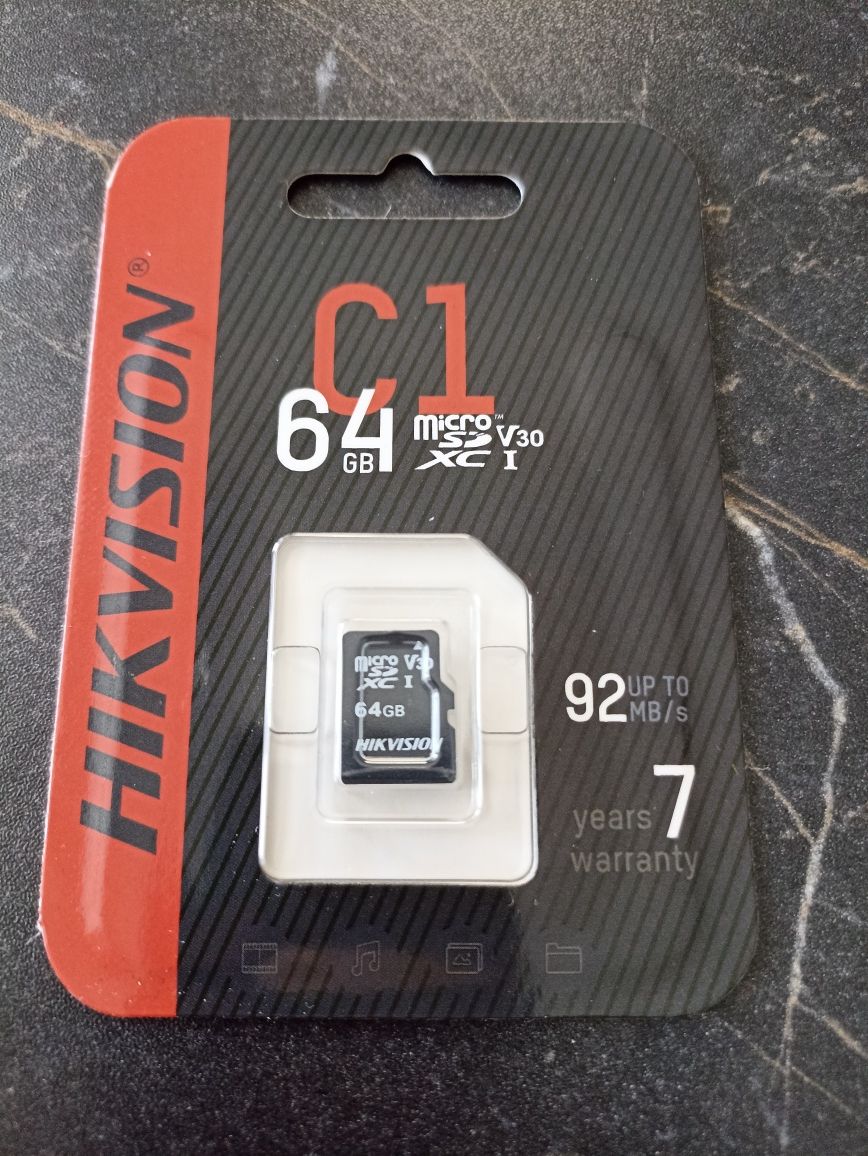 HIKVISION®
C1
64 GB
micro SD XC I ™ V30
micro V30
SD
XC I
64GB
HIKVISION
92 UP TO MB/s
7 years warranty